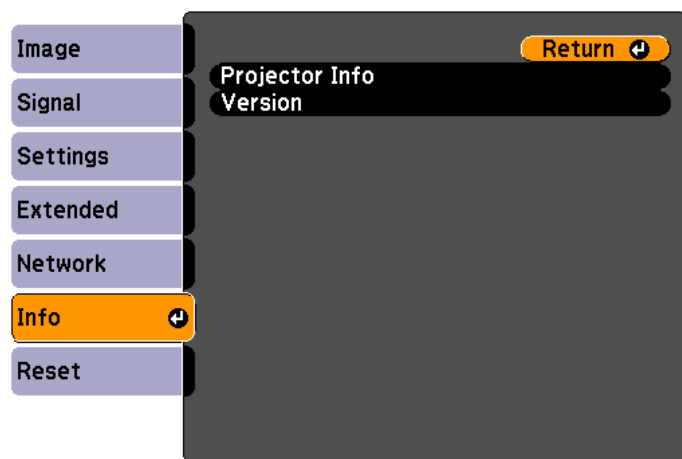 Image
Signal
Settings
Extended
Network
Info
Reset
Return
Projector Info
Version